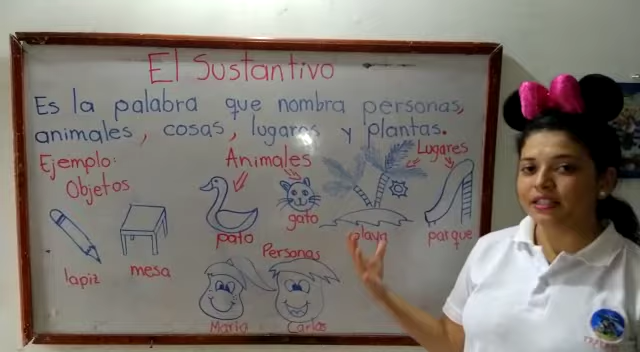 El Sustantivo
Es la palabra que nombra personas,
animales, cosas, lugares y plantas.
Ejemplo:
Objetos
Animales
Lugares
lapiz
mesa
pato
gato
playa
parque
Personas
Maria
Carlos